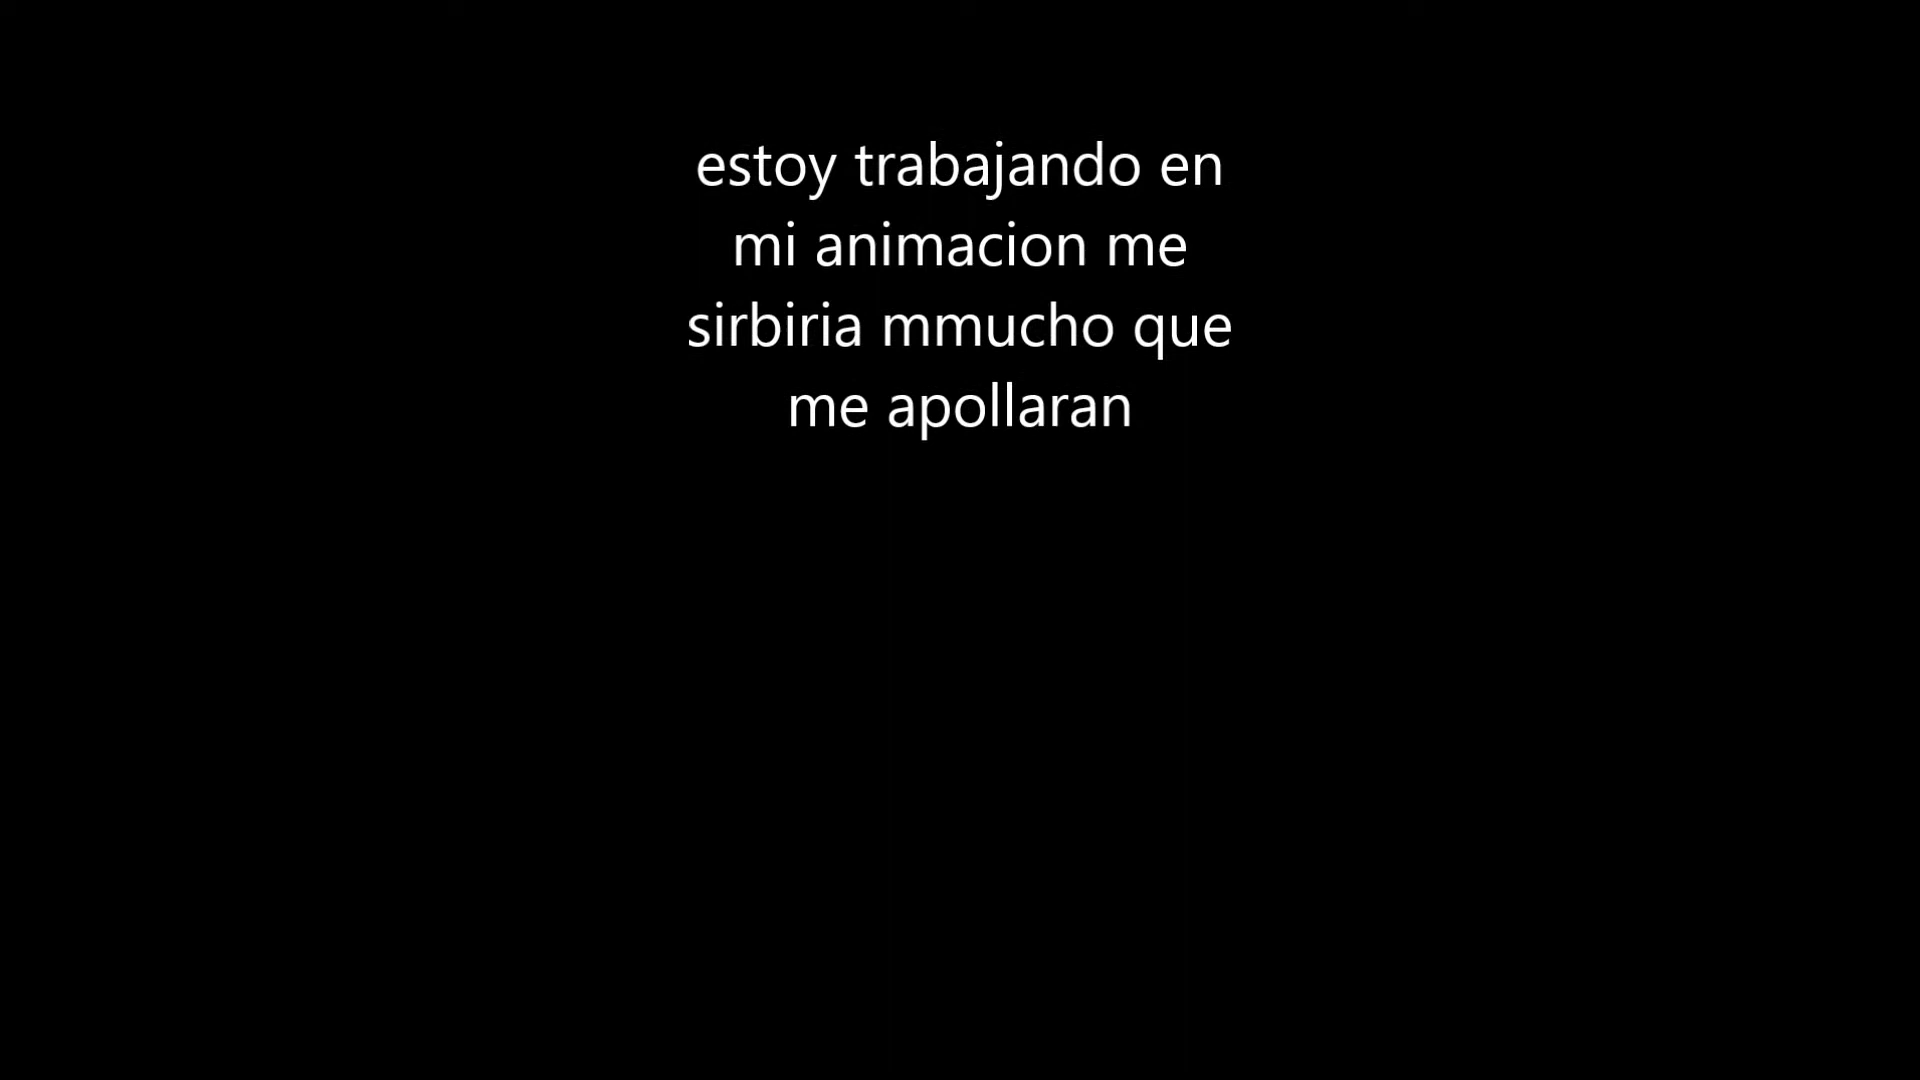 estoy trabajando en
mi animacion me
sirbiria mmucho que
me apollaran